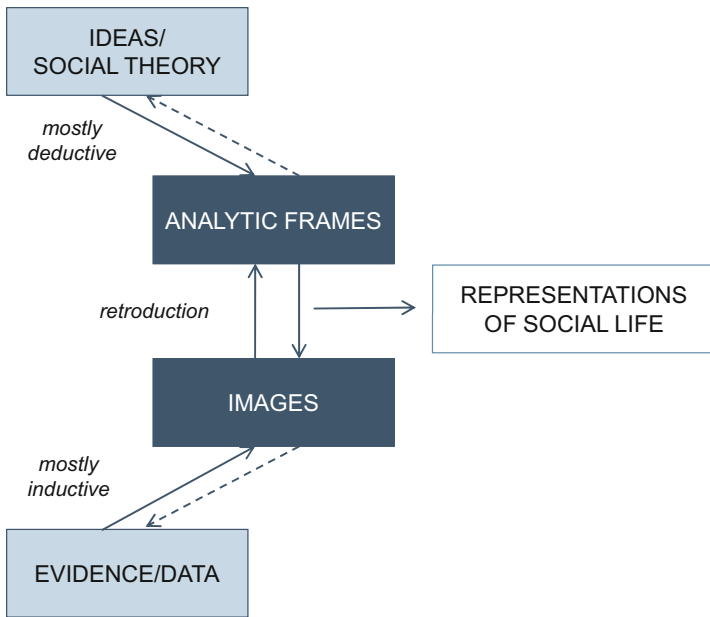 IDEAS/
SOCIAL THEORY
mostly
deductive
ANALYTIC FRAMES
retroduction
REPRESENTATIONS
OF SOCIAL LIFE
IMAGES
mostly
inductive
EVIDENCE/DATA